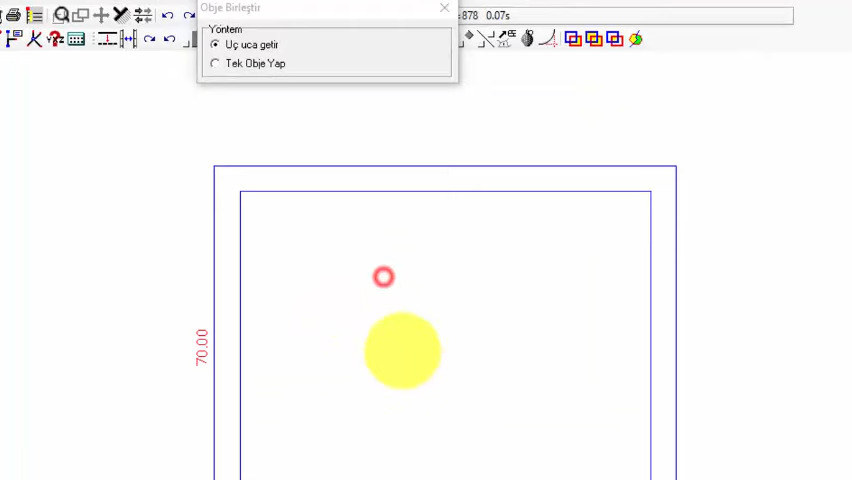 Obje Birleştir
=878 0.07s
Yöntem
Uç uca getir
Tek Obje Yap
70.00